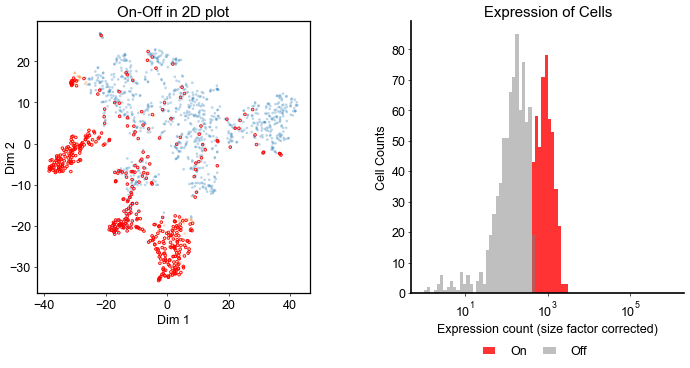 On-Off in 2D plot
Dim 2
20
10
0
−10
−20
−30
−40 −20 0 20 40
Dim 1
Expression of Cells
Cell Counts
80
70
60
50
40
30
20
10
0
10^1 10^3 10^5
Expression count (size factor corrected)
On Off